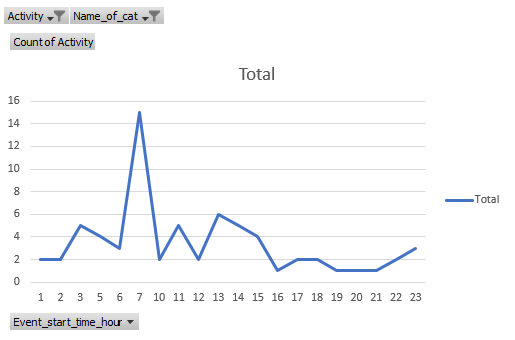 Activity Name_of_cat
Count of Activity
Total
16
14
12
10
8
6
4
2
0
Total
1 2 3 5 6 7 10 11 12 13 14 15 16 17 18 19 20 21 22 23
Event_start_time_hour